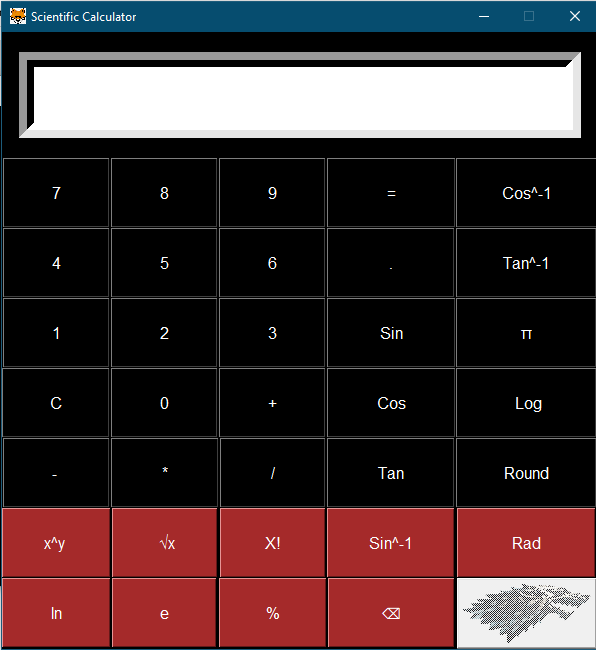 Scientific Calculator
7 8 9 = Cos^-1
4 5 6 . Tan^-1
1 2 3 Sin π
C 0 + Cos Log
- * / Tan Round
x^y √x X! Sin^-1 Rad
ln e % ⌫